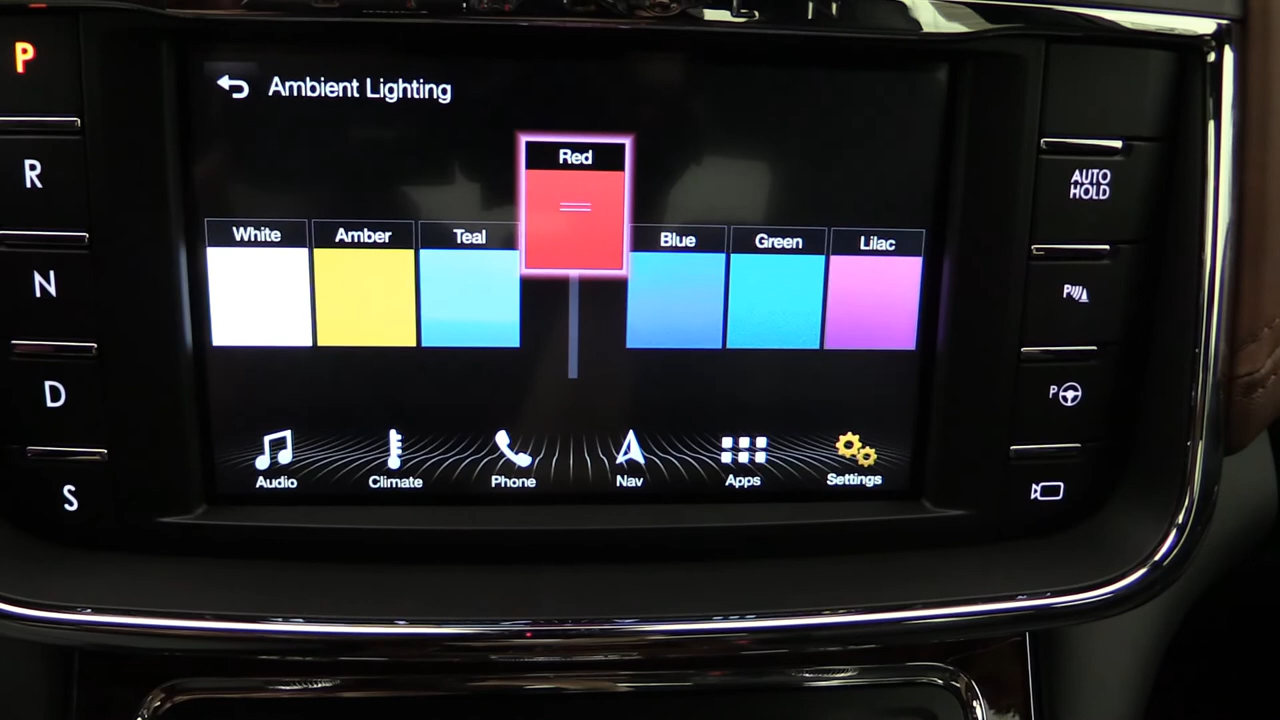 P
R
N
D
S
Ambient Lighting
Red
White
Amber
Teal
Blue
Green
Lilac
Audio
Climate
Phone
Nav
Apps
Settings
AUTO
HOLD
P
P